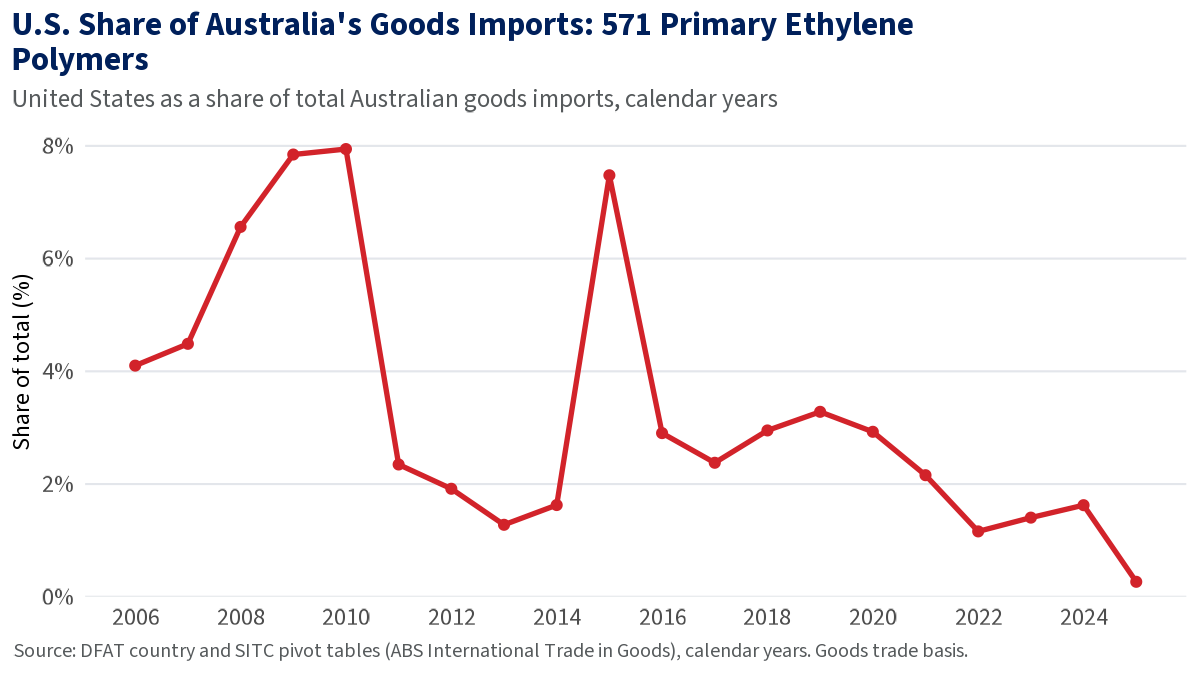 U.S. Share of Australia's Goods Imports: 571 Primary Ethylene
Polymers
United States as a share of total Australian goods imports, calendar years
Share of total (%)
8%
6%
4%
2%
0%
2006 2008 2010 2012 2014 2016 2018 2020 2022 2024
Source: DFAT country and SITC pivot tables (ABS International Trade in Goods), calendar years. Goods trade basis.